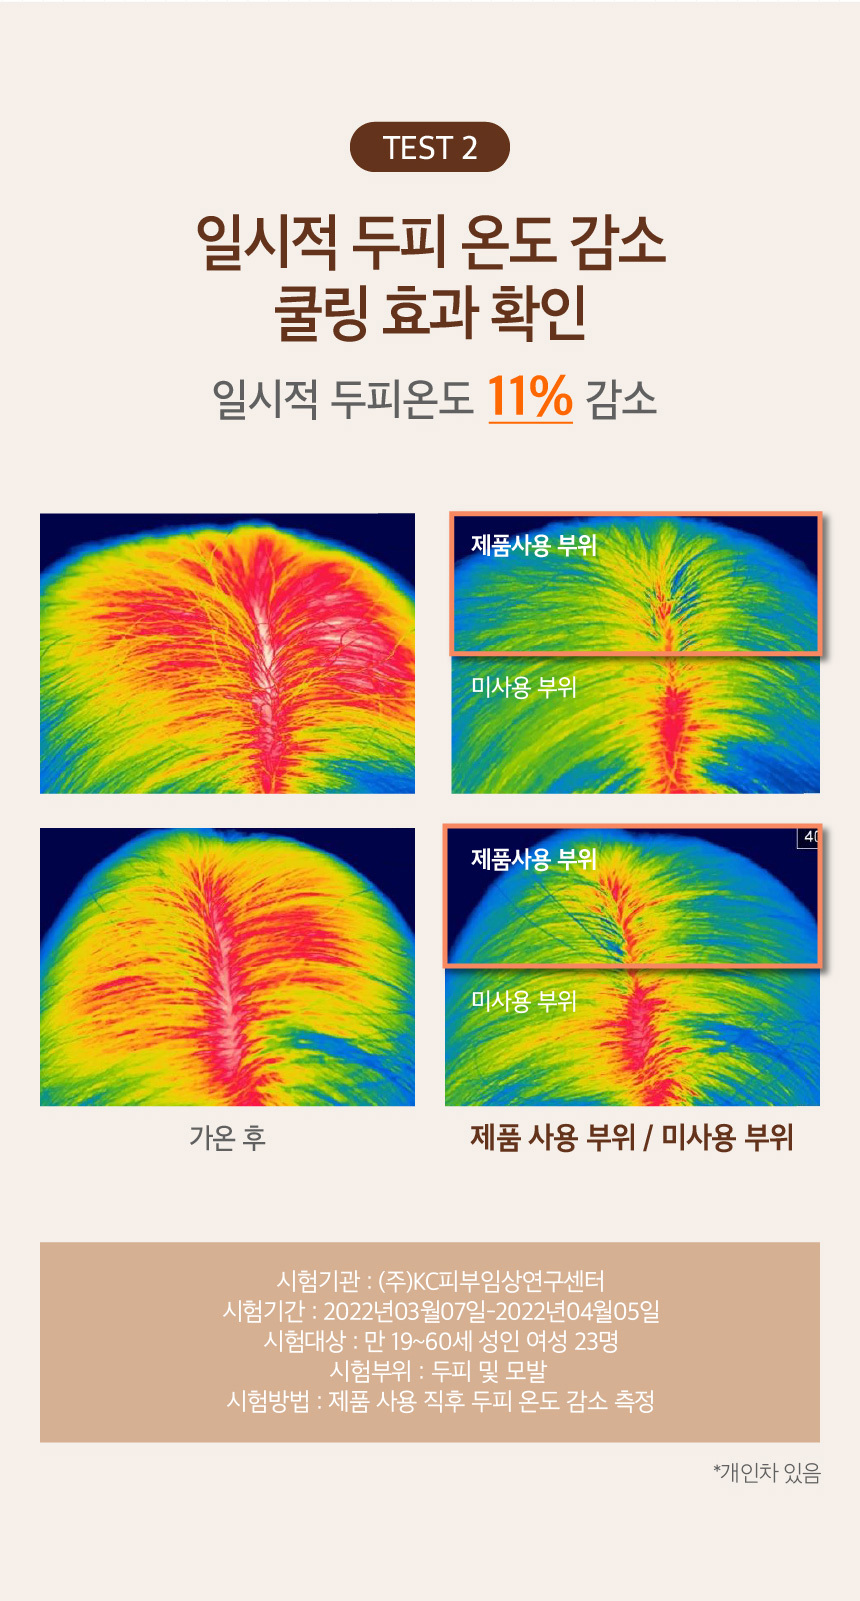 TEST 2
일시적 두피 온도 감소
쿨링 효과 확인
일시적 두피온도 11% 감소
제품사용 부위
미사용 부위
제품사용 부위
미사용 부위
가온 후
제품 사용 부위 / 미사용 부위
시험기관 : (주)KC피부임상연구센터
시험기간 : 2022년03월07일-2022년04월05일
시험대상 : 만 19~60세 성인 여성 23명
시험부위 : 두피 및 모발
시험방법 : 제품 사용 직후 두피 온도 감소 측정
*개인차 있음